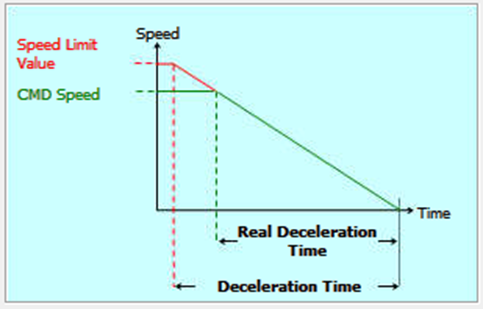 Speed
Speed Limit
Value
CMD Speed
Time
Real Deceleration
Time
Deceleration Time